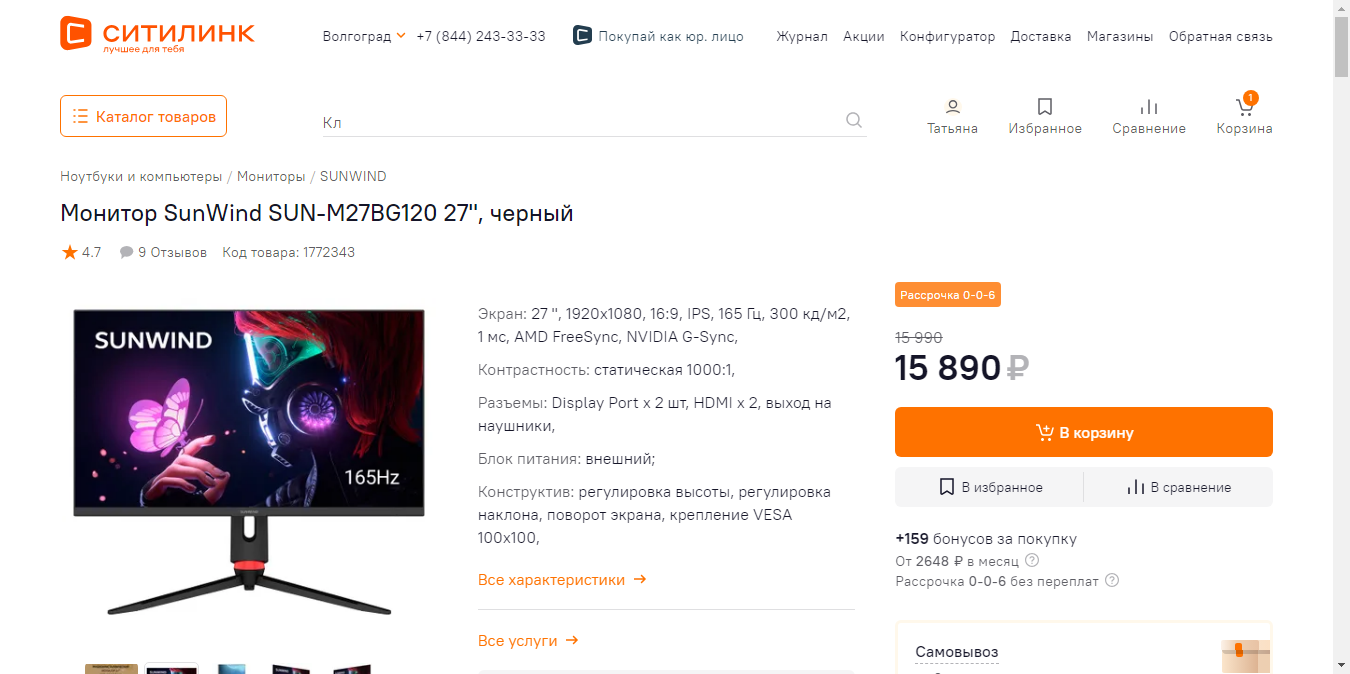 СИТИЛИНК
лучшее для тебя
Волгоград +7 (844) 243-33-33 Покупай как юр. лицо Журнал Акции Конфигуратор Доставка Магазины Обратная связь
Каталог товаров
Кл
1
Татьяна Избранное Сравнение Корзина
Ноутбуки и компьютеры / Мониторы / SUNWIND
Монитор SunWind SUN-M27BG120 27", черный
4.7 9 Отзывов Код товара: 1772343
SUNWIND
165Hz
SUNWIND
Экран: 27 ", 1920x1080, 16:9, IPS, 165 Гц, 300 кд/м2,
1 мс, AMD FreeSync, NVIDIA G-Sync,
Контрастность: статическая 1000:1,
Разъемы: Display Port x 2 шт, HDMI x 2, выход на
наушники,
Блок питания: внешний;
Конструктив: регулировка высоты, регулировка
наклона, поворот экрана, крепление VESA
100x100,
Все характеристики →
Все услуги →
Рассрочка 0-0-6
15 990
15 890 ₽
В корзину
В избранное В сравнение
+159 бонусов за покупку
От 2648 ₽ в месяц ?
Рассрочка 0-0-6 без переплат ?
Самовывоз